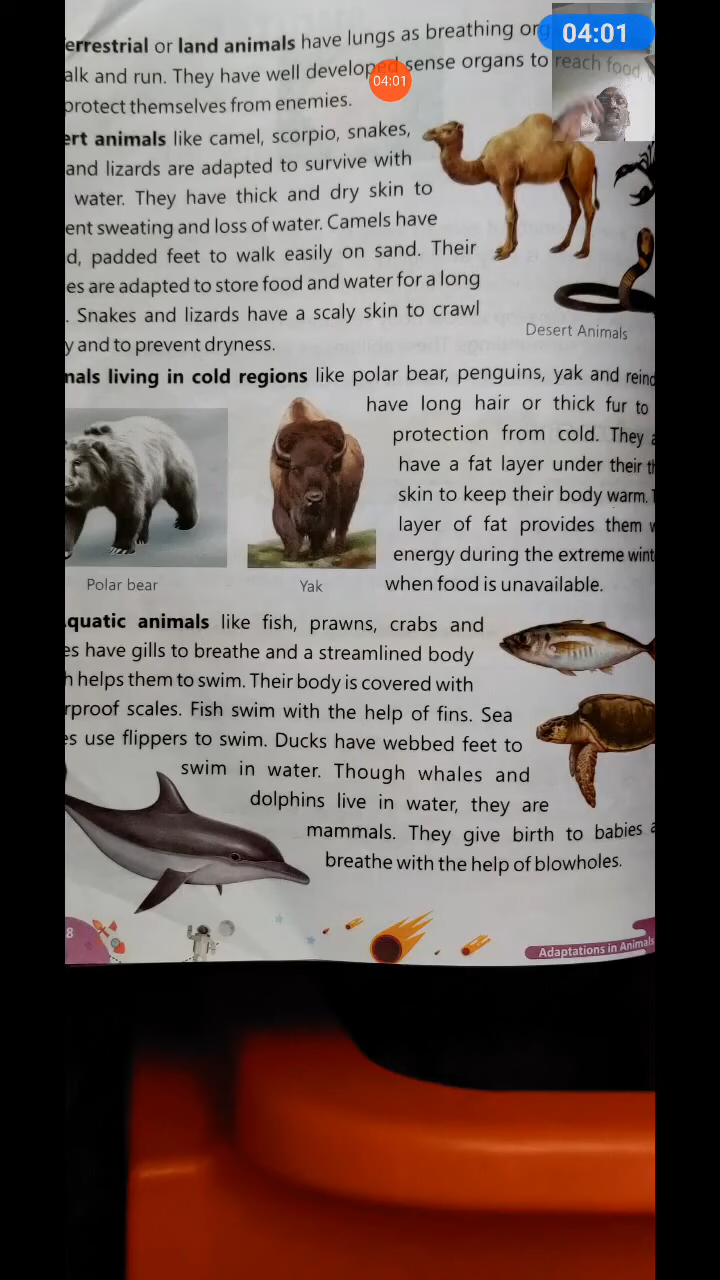 errestrial or land animals have lungs as breathing org
04:01
alk and run. They have well developed sense organs to reach food
04:01
protect themselves from enemies.
ert animals like camel, scorpio, snakes,
and lizards are adapted to survive with
water. They have thick and dry skin to
ent sweating and loss of water. Camels have
d, padded feet to walk easily on sand. Their
es are adapted to store food and water for a long
. Snakes and lizards have a scaly skin to crawl
y and to prevent dryness.
Desert Animals
mals living in cold regions like polar bear, penguins, yak and reind
have long hair or thick fur to
protection from cold. They a
have a fat layer under their th
skin to keep their body warm. T
layer of fat provides them w
energy during the extreme wint
when food is unavailable.
Polar bear
Yak
quatic animals like fish, prawns, crabs and
es have gills to breathe and a streamlined body
h helps them to swim. Their body is covered with
rproof scales. Fish swim with the help of fins. Sea
es use flippers to swim. Ducks have webbed feet to
swim in water. Though whales and
dolphins live in water, they are
mammals. They give birth to babies a
breathe with the help of blowholes.
8
Adaptations in Animals